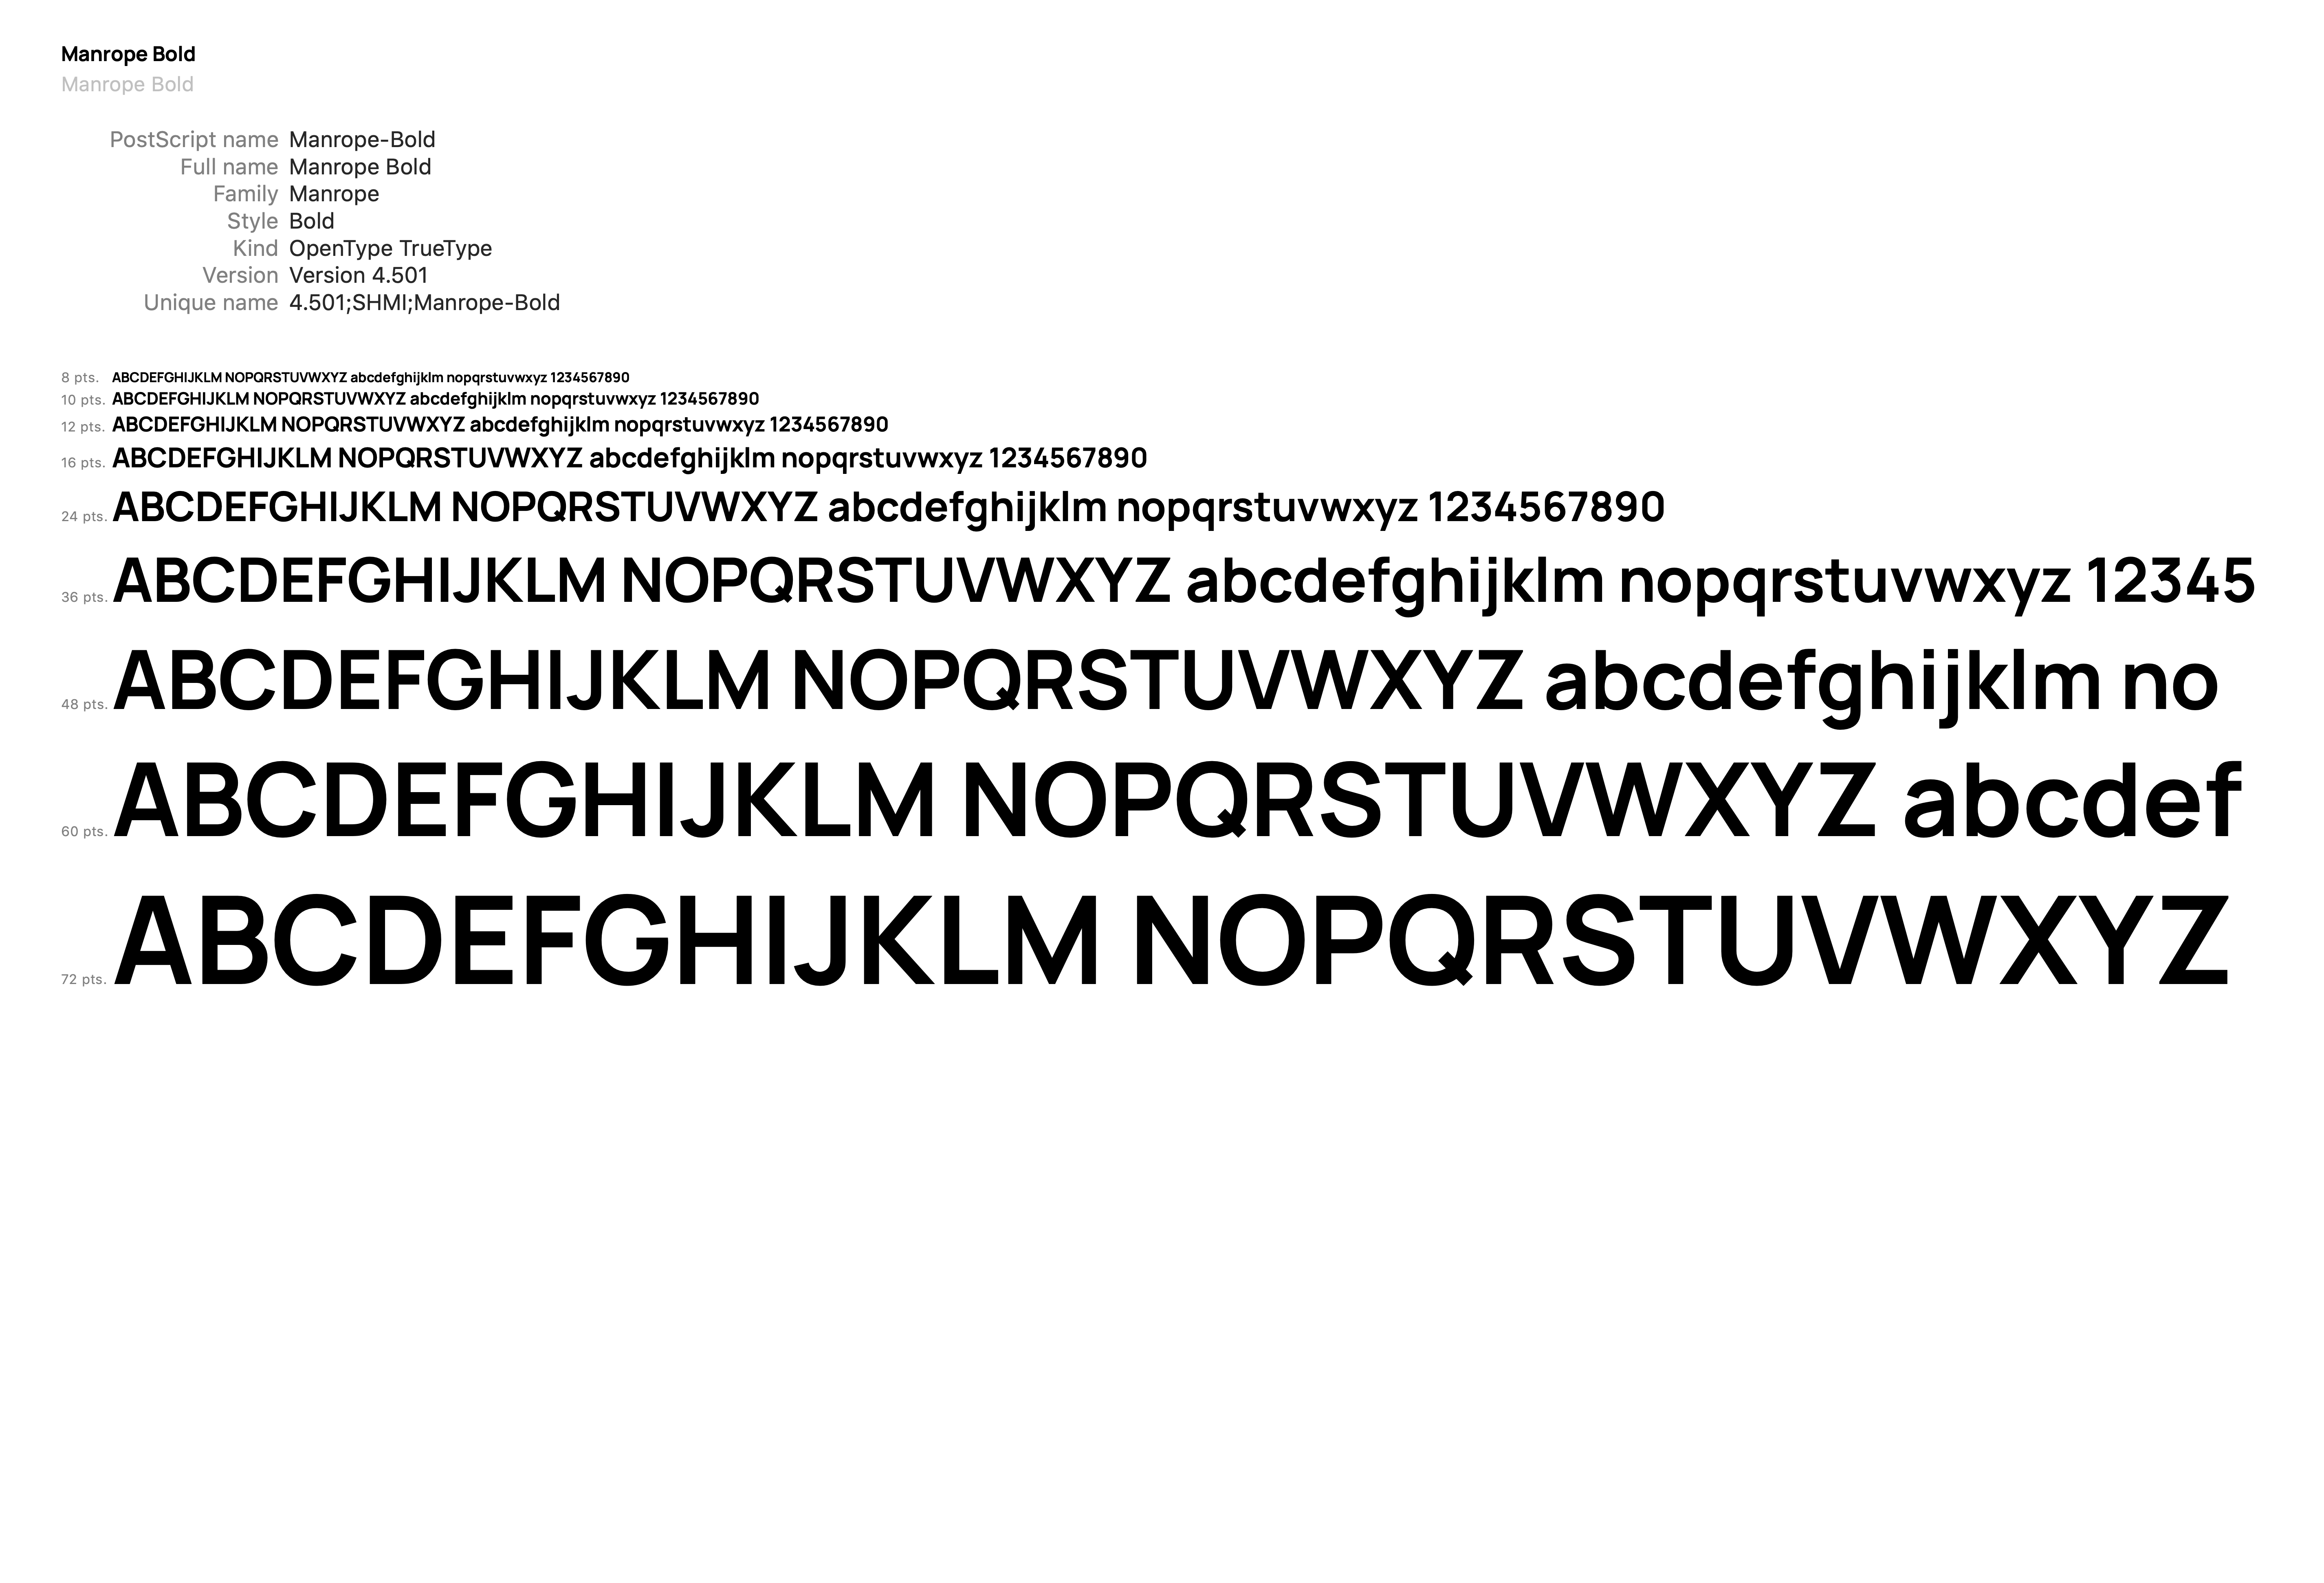 Manrope Bold
Manrope Bold
PostScript name Manrope-Bold
Full name Manrope Bold
Family Manrope
Style Bold
Kind OpenType TrueType
Version Version 4.501
Unique name 4.501;SHMI;Manrope-Bold
8 pts. ABCDEFGHIJKLM NOPQRSTUVWXYZ abcdefghijklm nopqrstuvwxyz 1234567890
10 pts. ABCDEFGHIJKLM NOPQRSTUVWXYZ abcdefghijklm nopqrstuvwxyz 1234567890
12 pts. ABCDEFGHIJKLM NOPQRSTUVWXYZ abcdefghijklm nopqrstuvwxyz 1234567890
16 pts. ABCDEFGHIJKLM NOPQRSTUVWXYZ abcdefghijklm nopqrstuvwxyz 1234567890
24 pts. ABCDEFGHIJKLM NOPQRSTUVWXYZ abcdefghijklm nopqrstuvwxyz 1234567890
36 pts. ABCDEFGHIJKLM NOPQRSTUVWXYZ abcdefghijklm nopqrstuvwxyz 12345
48 pts. ABCDEFGHIJKLM NOPQRSTUVWXYZ abcdefghijklm no
60 pts. ABCDEFGHIJKLM NOPQRSTUVWXYZ abcdef
72 pts. ABCDEFGHIJKLM NOPQRSTUVWXYZ